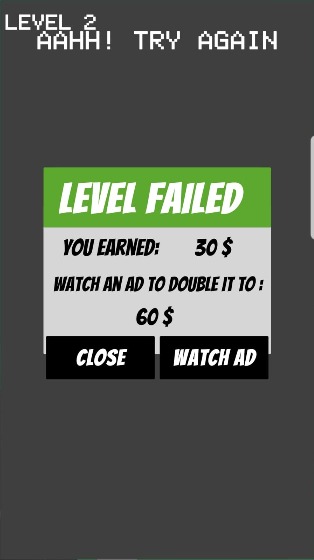 LEVEL 2
AAHH! TRY AGAIN
LEVEL FAILED
YOU EARNED: 30 $
WATCH AN AD TO DOUBLE IT TO :
60 $
CLOSE WATCH AD